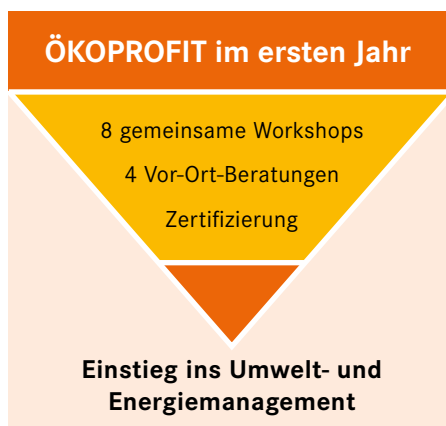 ÖKOPROFIT im ersten Jahr
8 gemeinsame Workshops
4 Vor-Ort-Beratungen
Zertifizierung
Einstieg ins Umwelt- und
Energiemanagement